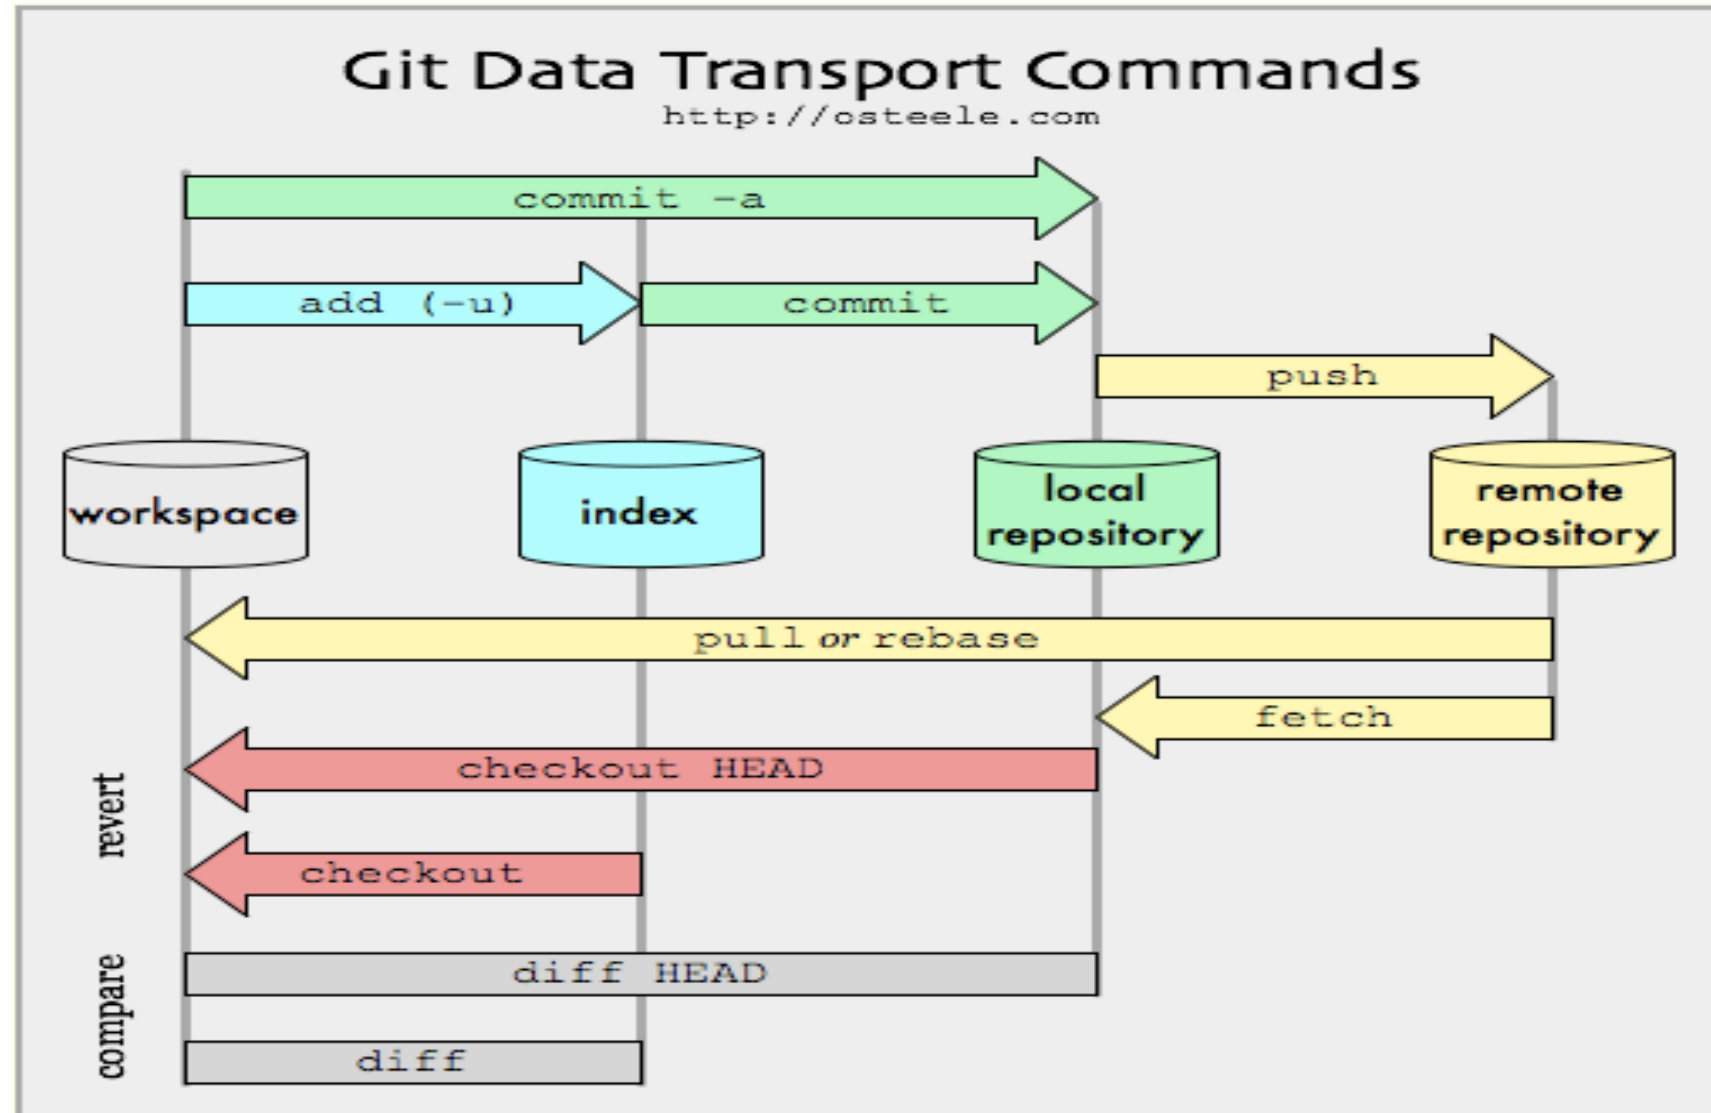 Git Data Transport Commands
http://osteele.com
commit -a
add (-u)
commit
push
workspace
index
local
repository
remote
repository
pull or rebase
fetch
revert
checkout HEAD
checkout
compare
diff HEAD
diff